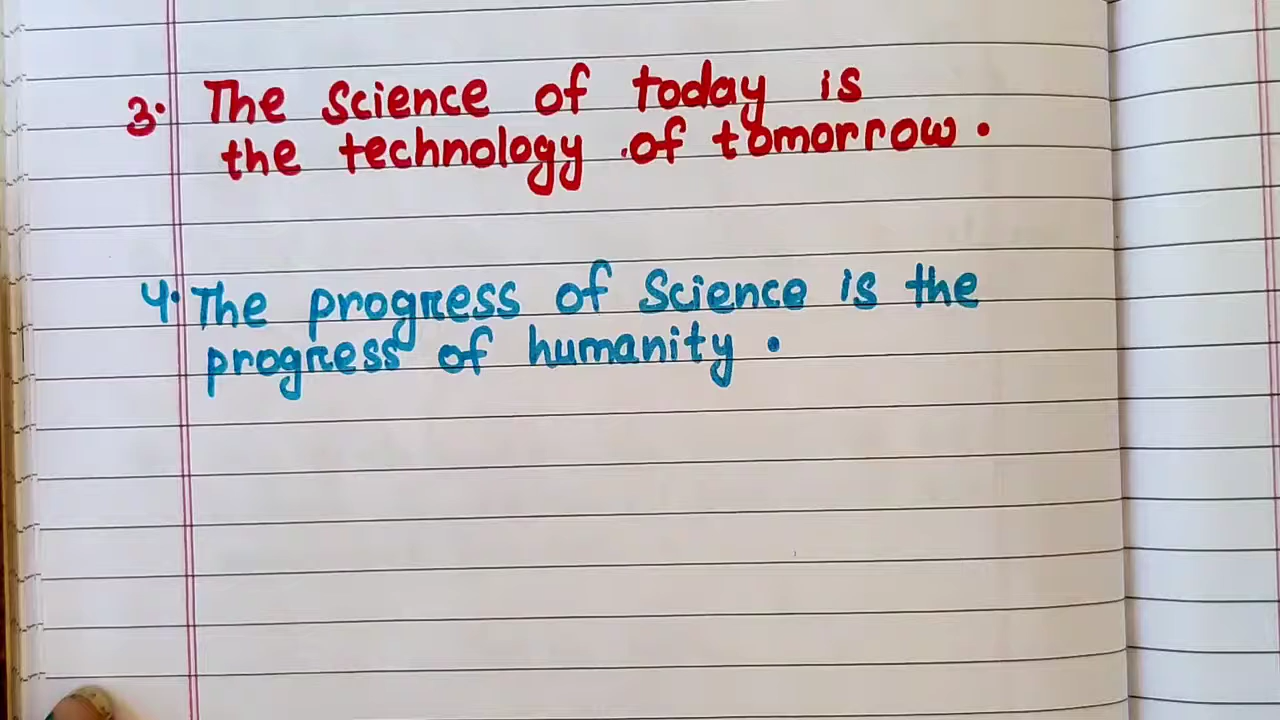 3. The Science of today is
the technology of tomorrow.
4. The progress of Science is the
progress of humanity.